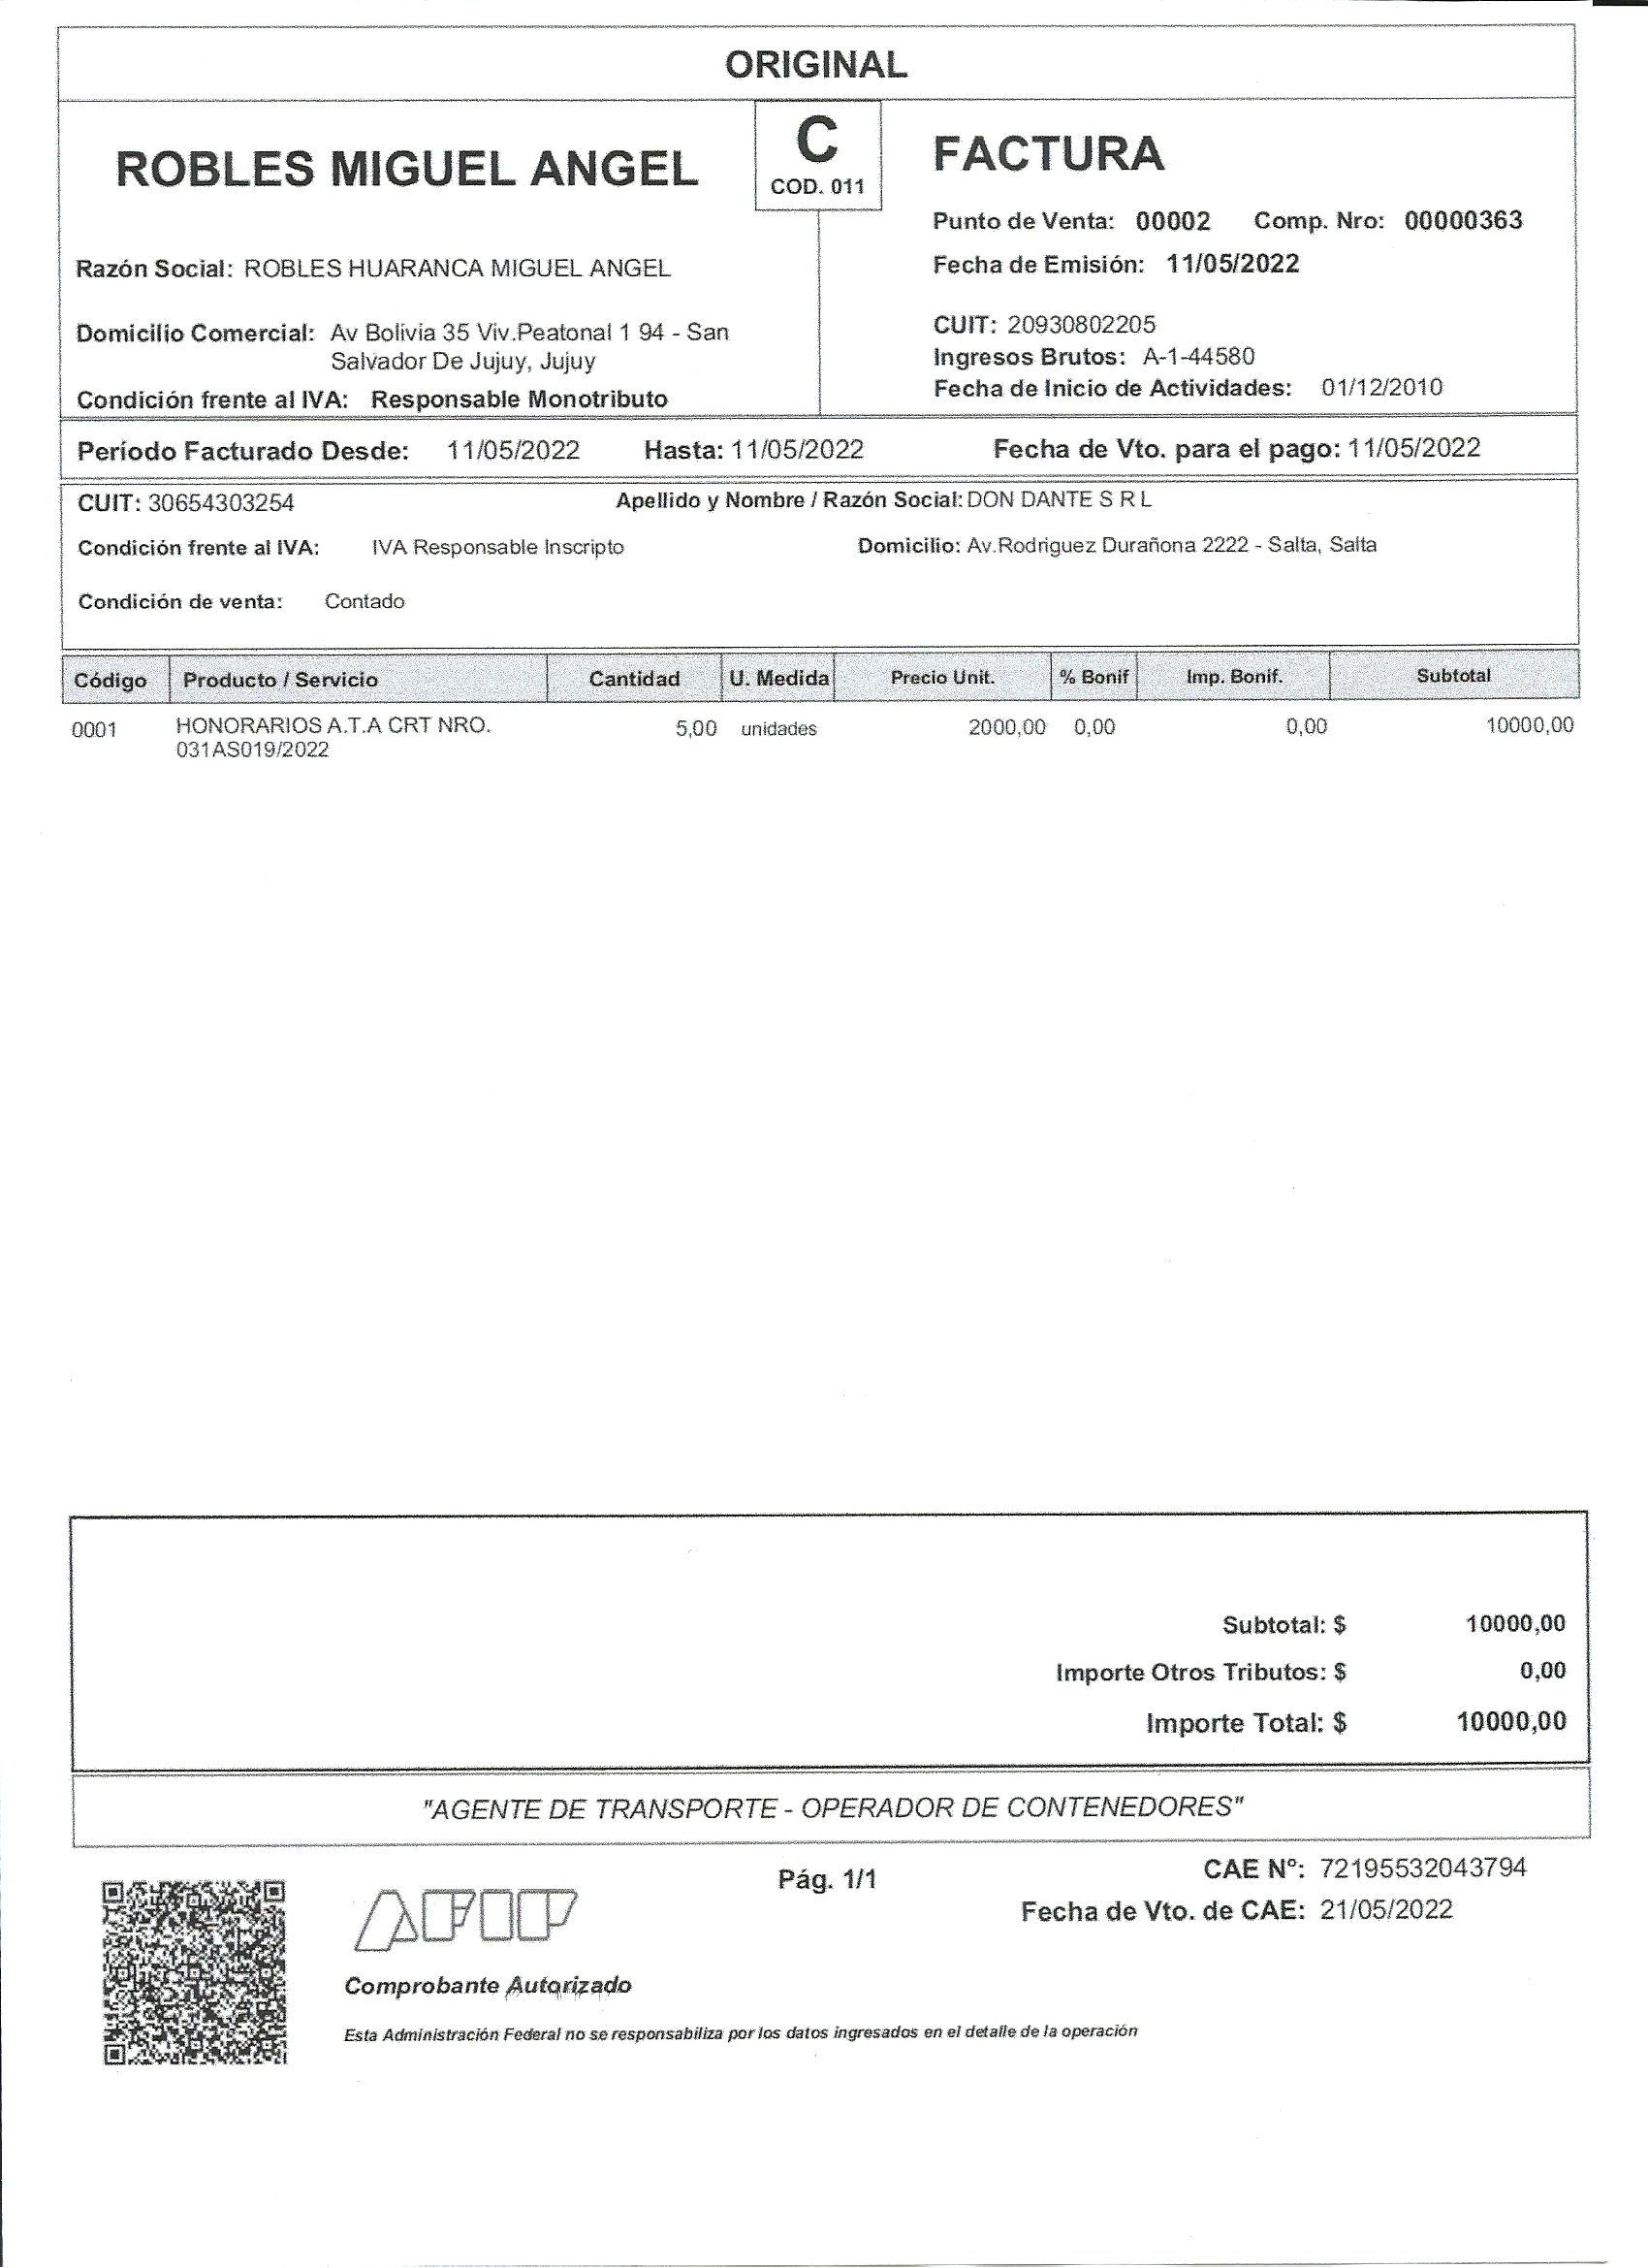 ORIGINAL
ROBLES MIGUEL ANGEL
C
COD. 011
FACTURA
Punto de Venta: 00002 Comp. Nro: 00000363
Razón Social: ROBLES HUARANCA MIGUEL ANGEL
Fecha de Emisión: 11/05/2022
Domicilio Comercial: Av Bolivia 35 Viv.Peatonal 1 94 - San
Salvador De Jujuy, Jujuy
CUIT: 20930802205
Ingresos Brutos: A-1-44580
Condición frente al IVA: Responsable Monotributo
Fecha de Inicio de Actividades: 01/12/2010
Período Facturado Desde: 11/05/2022 Hasta: 11/05/2022 Fecha de Vto. para el pago: 11/05/2022
CUIT: 30654303254 Apellido y Nombre / Razón Social: DON DANTE S R L
Condición frente al IVA: IVA Responsable Inscripto Domicilio: Av.Rodriguez Durañona 2222 - Salta, Salta
Condición de venta: Contado
Código Producto / Servicio Cantidad U. Medida Precio Unit. % Bonif Imp. Bonif. Subtotal
0001 HONORARIOS A.T.A CRT NRO. 5,00 unidades 2000,00 0,00 0,00 10000,00
031AS019/2022
Subtotal: $ 10000,00
Importe Otros Tributos: $ 0,00
Importe Total: $ 10000,00
"AGENTE DE TRANSPORTE - OPERADOR DE CONTENEDORES"
AFIP
Pág. 1/1
CAE N°: 72195532043794
Fecha de Vto. de CAE: 21/05/2022
Comprobante Autorizado
Esta Administración Federal no se responsabiliza por los datos ingresados en el detalle de la operación